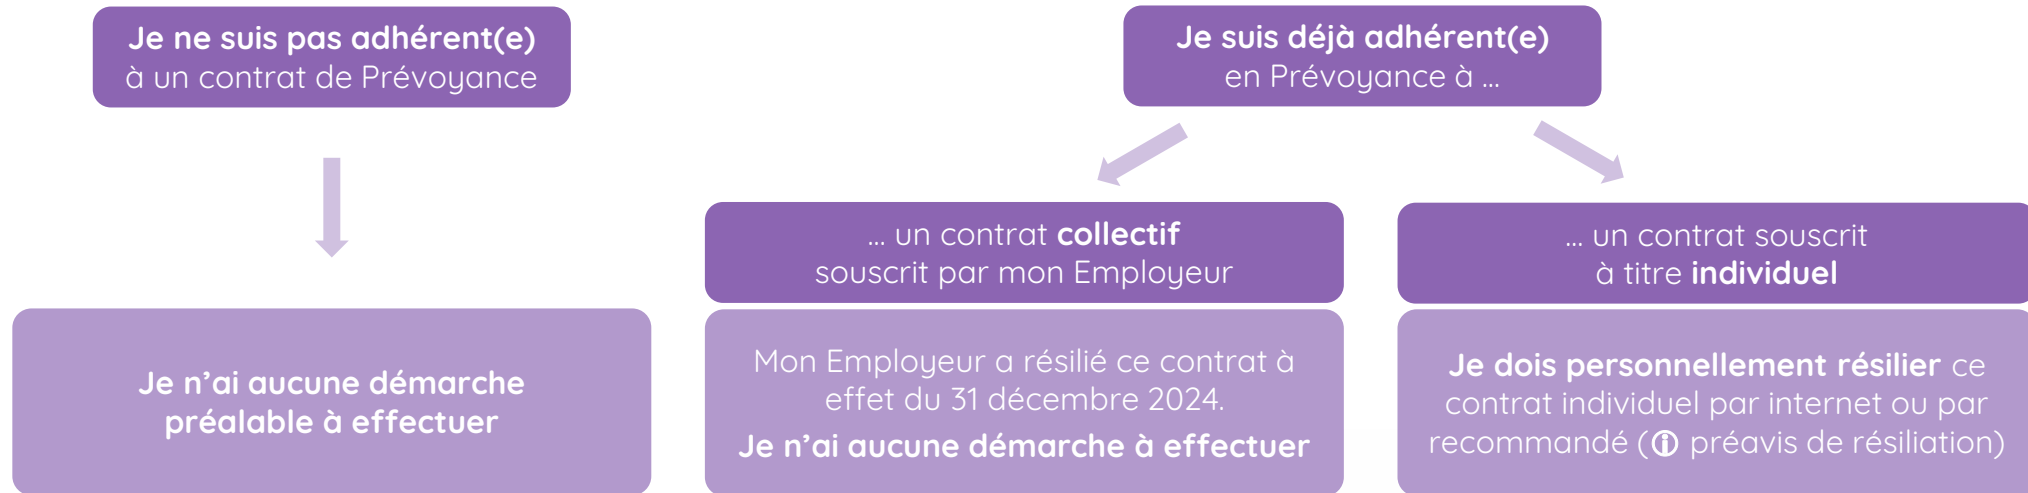 Je ne suis pas adhérent(e)
à un contrat de Prévoyance
Je n’ai aucune démarche
préalable à effectuer
Je suis déjà adhérent(e)
en Prévoyance à ...
... un contrat collectif
souscrit par mon Employeur
Mon Employeur a résilié ce contrat à
effet du 31 décembre 2024.
Je n’ai aucune démarche à effectuer
... un contrat souscrit
à titre individuel
Je dois personnellement résilier ce
contrat individuel par internet ou par
recommandé (ⓘ préavis de résiliation)